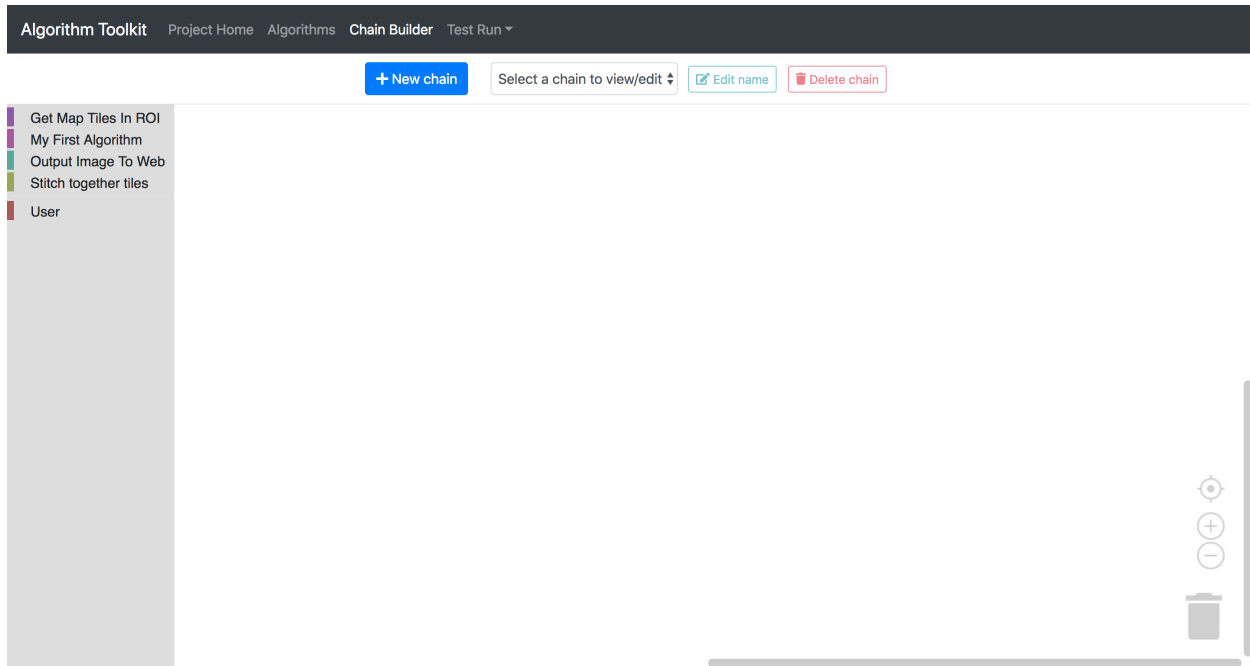 Algorithm Toolkit Project Home Algorithms Chain Builder Test Run
New chain Select a chain to view/edit Edit name Delete chain
Get Map Tiles In ROI
My First Algorithm
Output Image To Web
Stitch together tiles
User